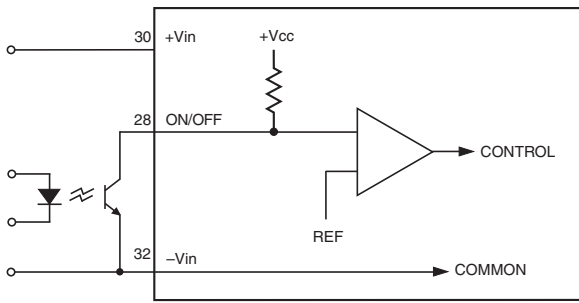 30 +Vin
+Vcc
28 ON/OFF
CONTROL
REF
32 –Vin
COMMON